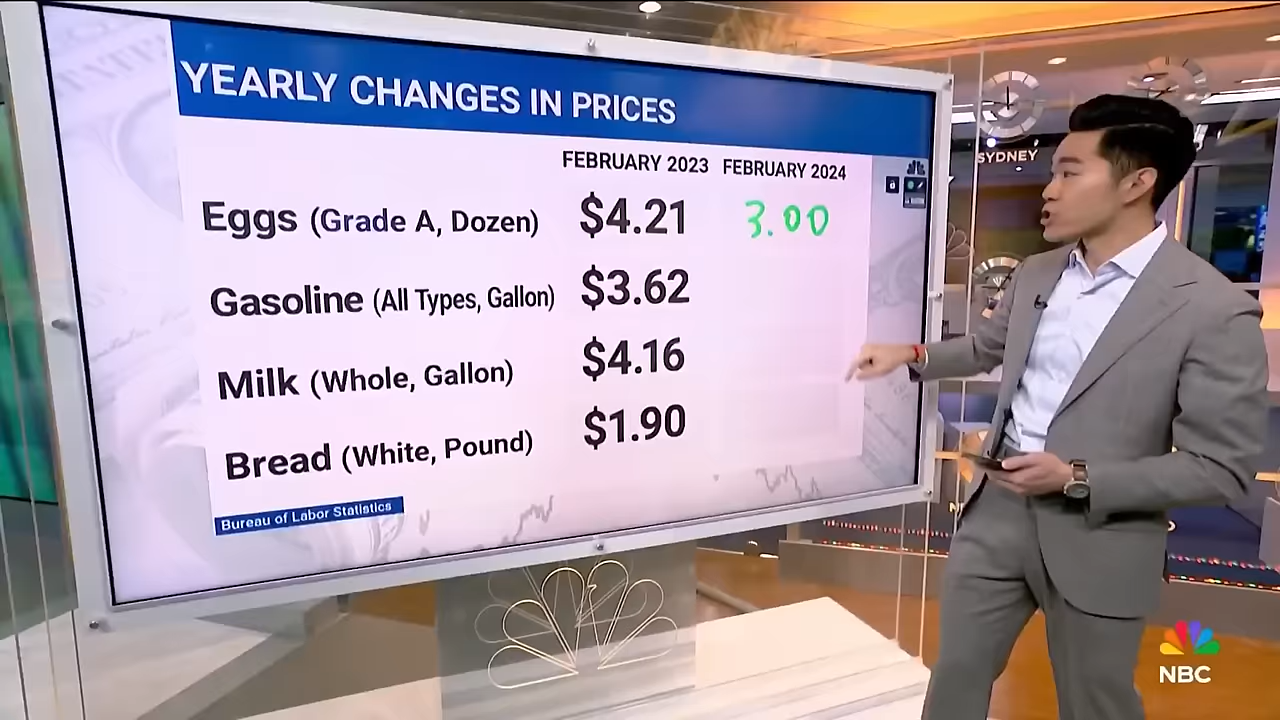 YEARLY CHANGES IN PRICES
FEBRUARY 2023 FEBRUARY 2024
Eggs (Grade A, Dozen) $4.21 3.00
Gasoline (All Types, Gallon) $3.62
Milk (Whole, Gallon) $4.16
Bread (White, Pound) $1.90
Bureau of Labor Statistics
SYDNEY
NBC